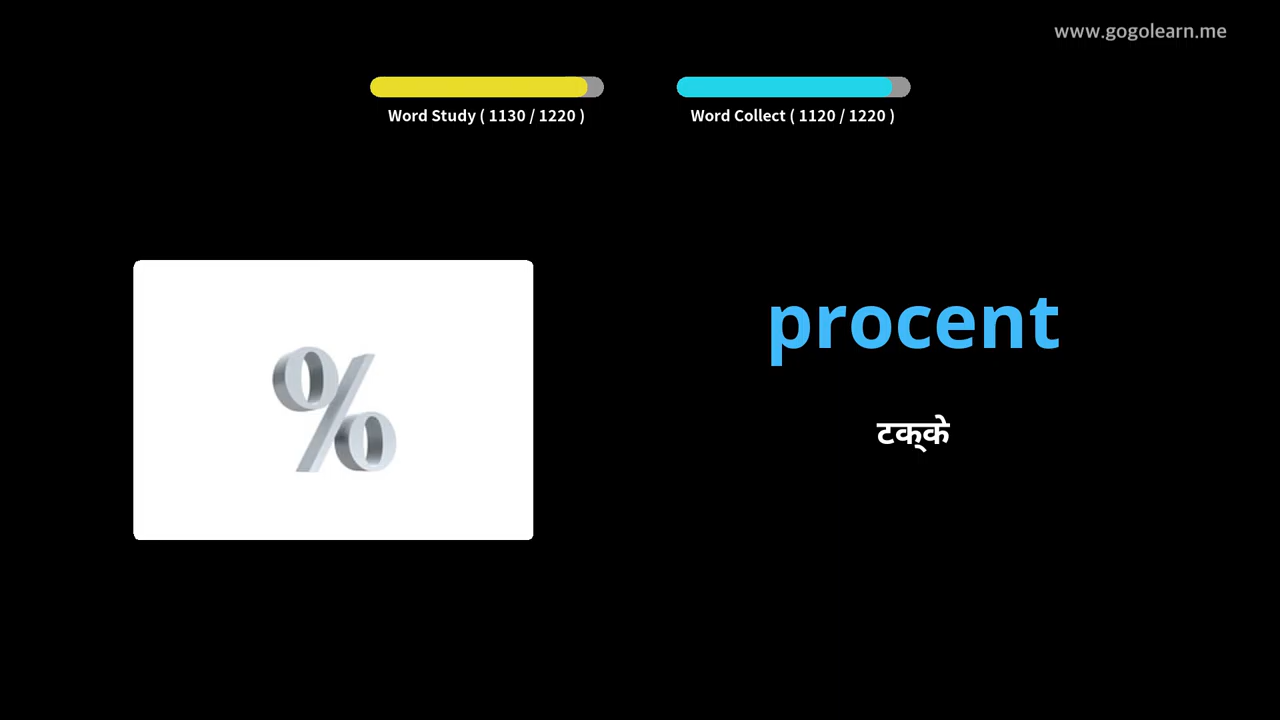 www.gogolearn.me
Word Study ( 1130 / 1220 )
Word Collect ( 1120 / 1220 )
%
procent
टक्के